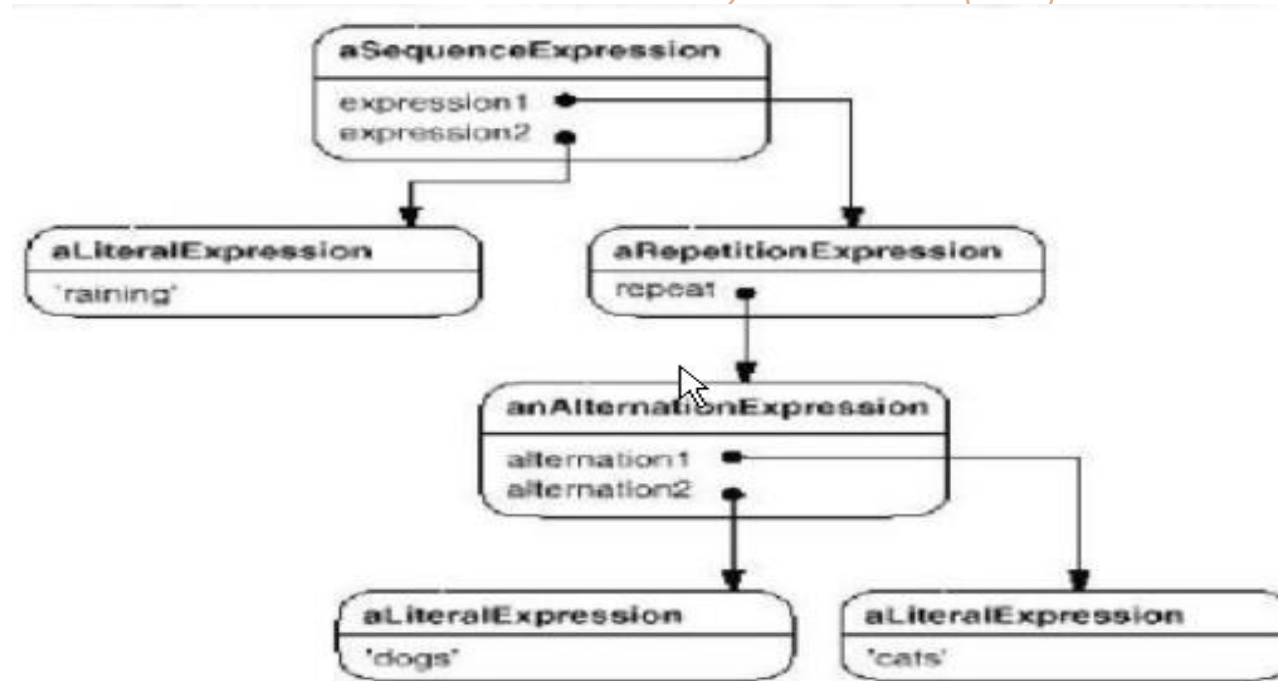 aSequenceExpression
expression1
expression2
aLiteralExpression
'raining'
aRepetitionExpression
repeat
anAlternationExpression
alternation1
alternation2
aLiteralExpression
'dogs'
aLiteralExpression
'cats'